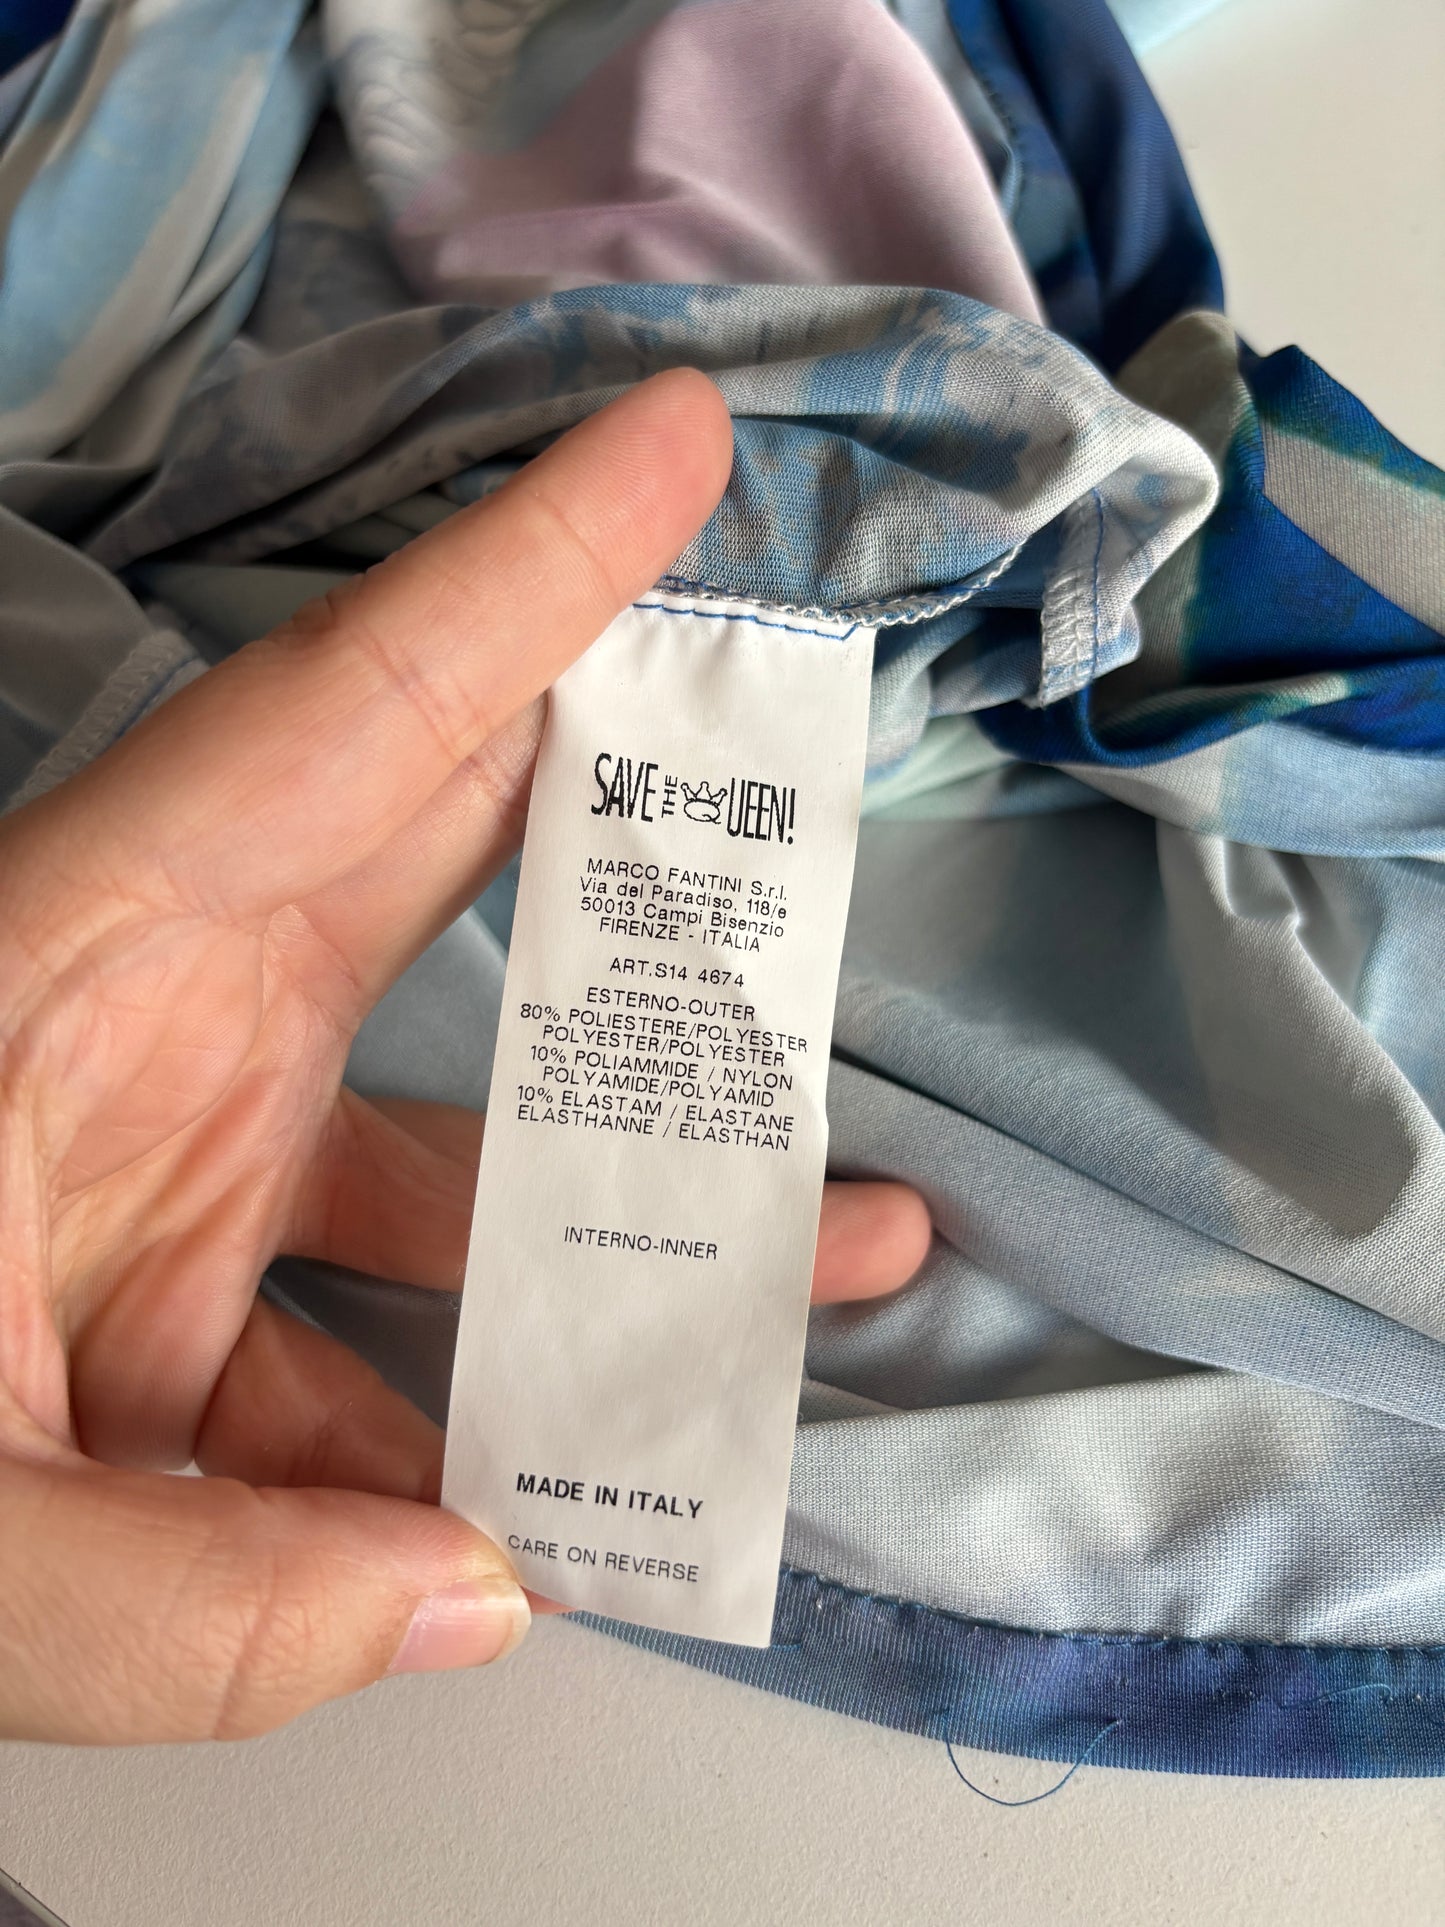 SAVE THE QUEEN!
MARCO FANTINI S.r.l.
Via del Paradiso, 118/e
50013 Campi Bisenzio
FIRENZE - ITALIA
ART.S14 4674
ESTERNO-OUTER
80% POLIESTERE/POLYESTER
POLYESTER/POLYESTER
10% POLIAMMIDE / NYLON
POLYAMIDE/POLYAMID
10% ELASTAM / ELASTANE
ELASTHANNE / ELASTHAN
INTERNO-INNER
MADE IN ITALY
CARE ON REVERSE